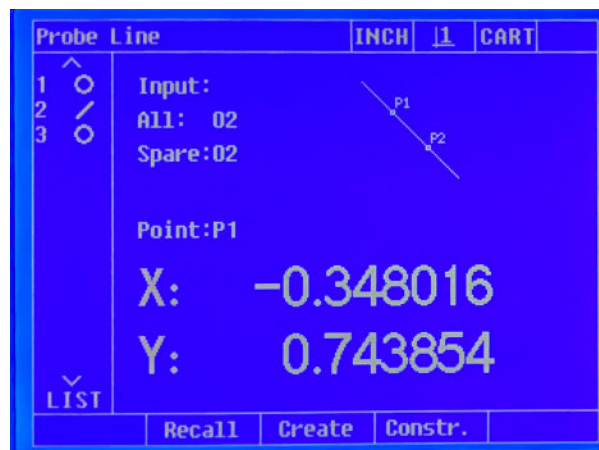 Probe Line INCH 1 CART
1
2
3
Input:
All: 02
Spare:02
P1
P2
Point:P1
X: -0.348016
Y: 0.743854
LIST
Recall Create Constr.